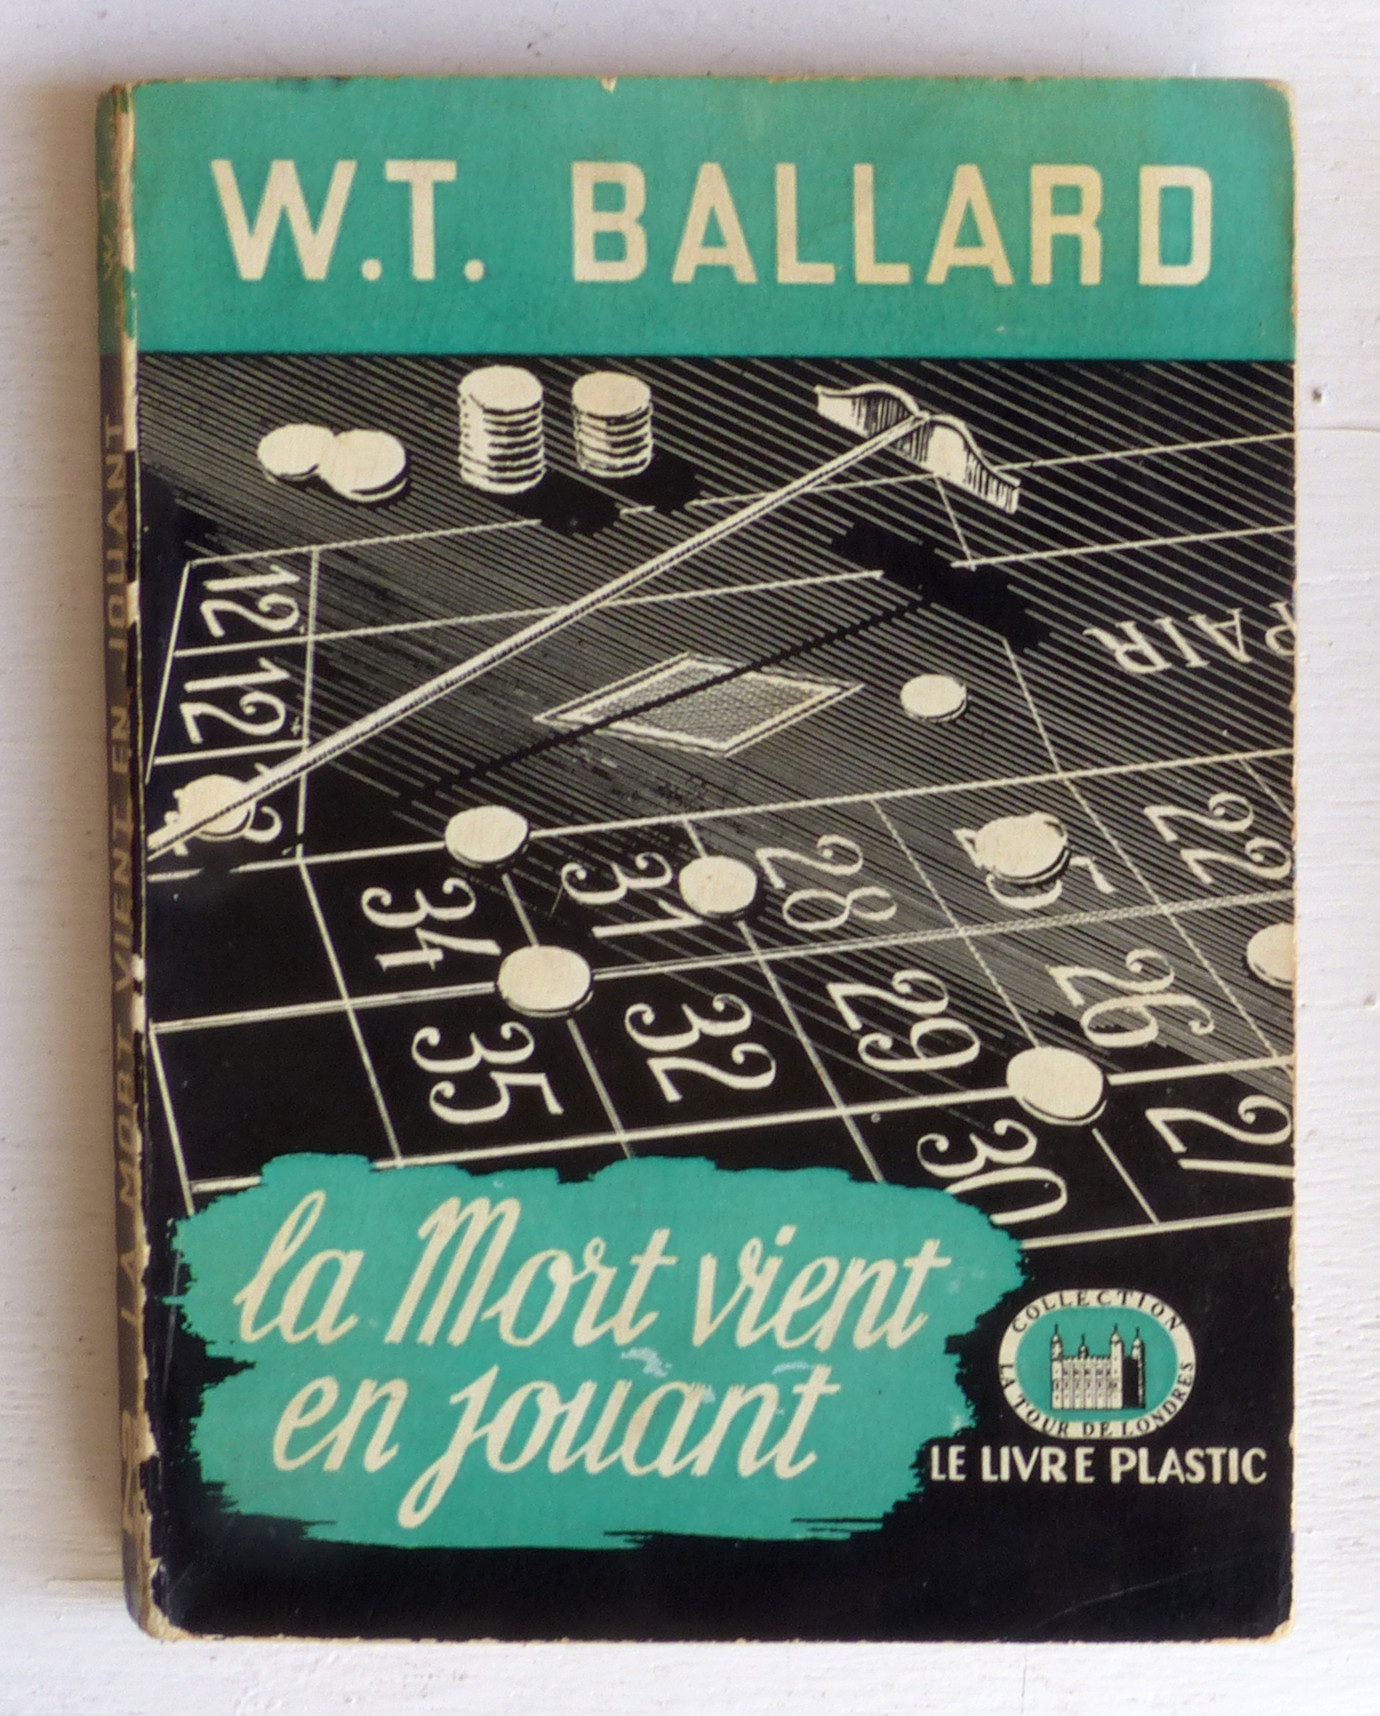 W.T. BALLARD
LA MORT VIENT EN JOUANT
PAIR
12
12
34
31
28
25
22
35
32
29
26
30
27
la Mort vient
en jouant
COLLECTION
LA TOUR DE LONDRES
LE LIVRE PLASTIC